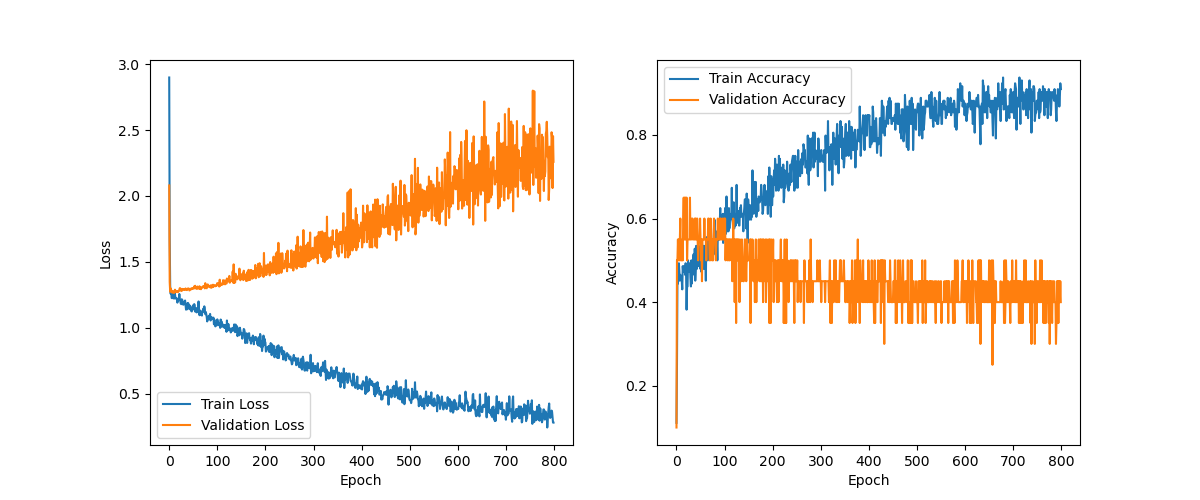 3.0
2.5
2.0
1.5
1.0
0.5
Loss
Train Loss
Validation Loss
0 100 200 300 400 500 600 700 800
Epoch
Train Accuracy
Validation Accuracy
0.8
0.6
0.4
0.2
Accuracy
0 100 200 300 400 500 600 700 800
Epoch